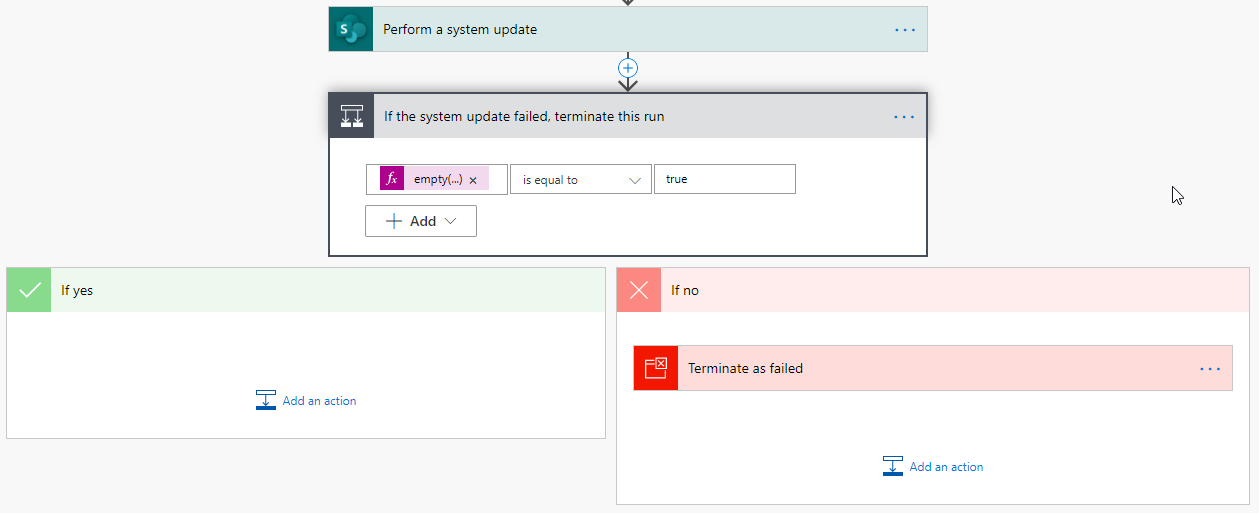 S
Perform a system update
...
If the system update failed, terminate this run
...
fx empty(...) × is equal to true
+ Add
If yes
If no
Terminate as failed
...
Add an action
Add an action